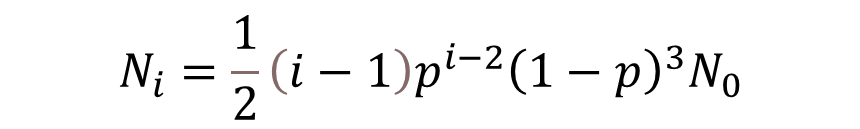 $N_i = \frac{1}{2}(i-1)p^{i-2}(1-p)^3 N_0$